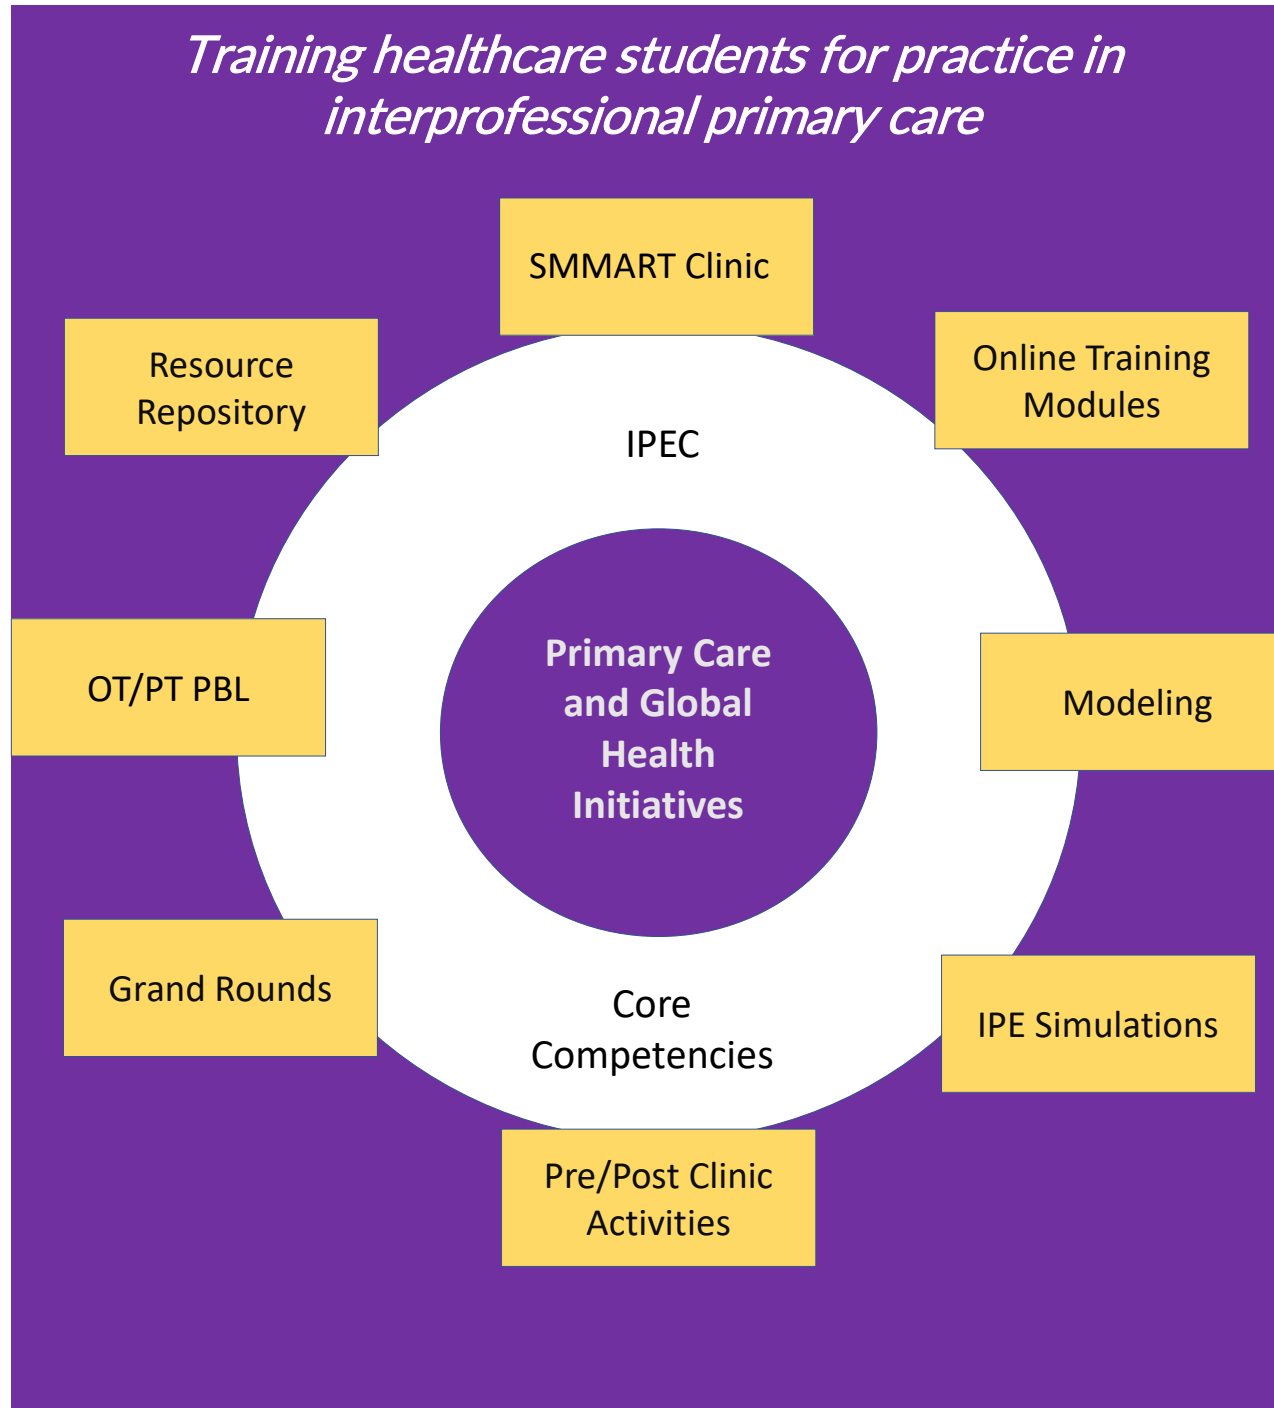 Training healthcare students for practice in
interprofessional primary care
SMMART Clinic
Resource
Repository
Online Training
Modules
IPEC
OT/PT PBL
Primary Care
and Global
Health
Initiatives
Modeling
Grand Rounds
Core
Competencies
IPE Simulations
Pre/Post Clinic
Activities